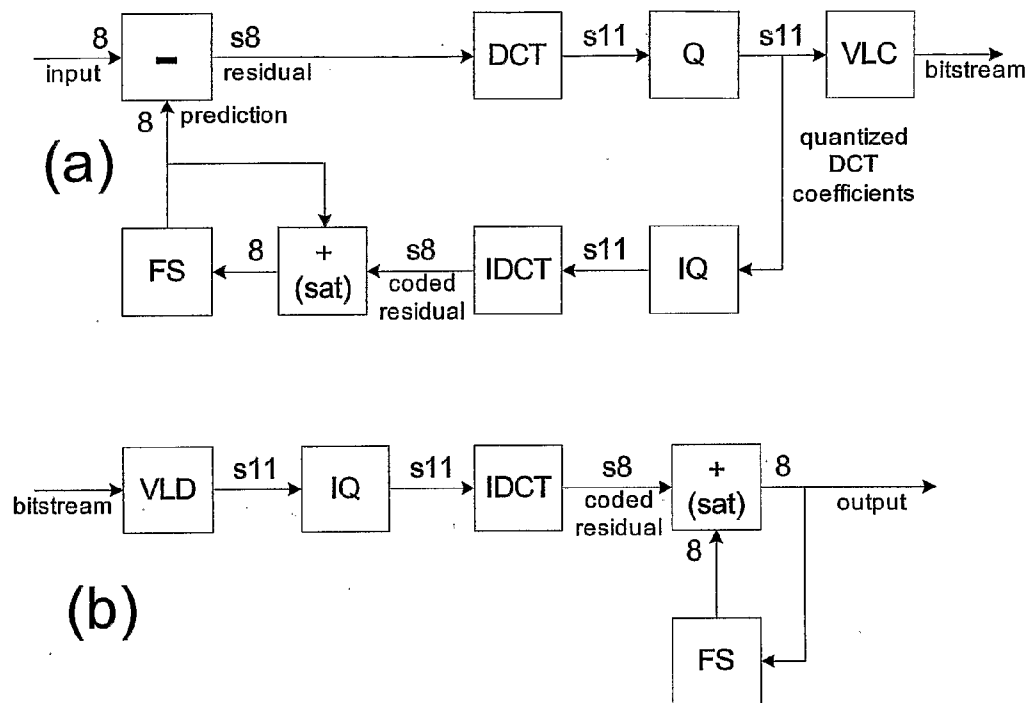 8
input
-
s8
residual
DCT
s11
Q
s11
VLC
bitstream
8
prediction
(a)
quantized
DCT
coefficients
FS
8
+
(sat)
s8
coded
residual
IDCT
s11
IQ
bitstream
VLD
s11
IQ
s11
IDCT
s8
coded
residual
+
(sat)
8
output
8
(b)
FS